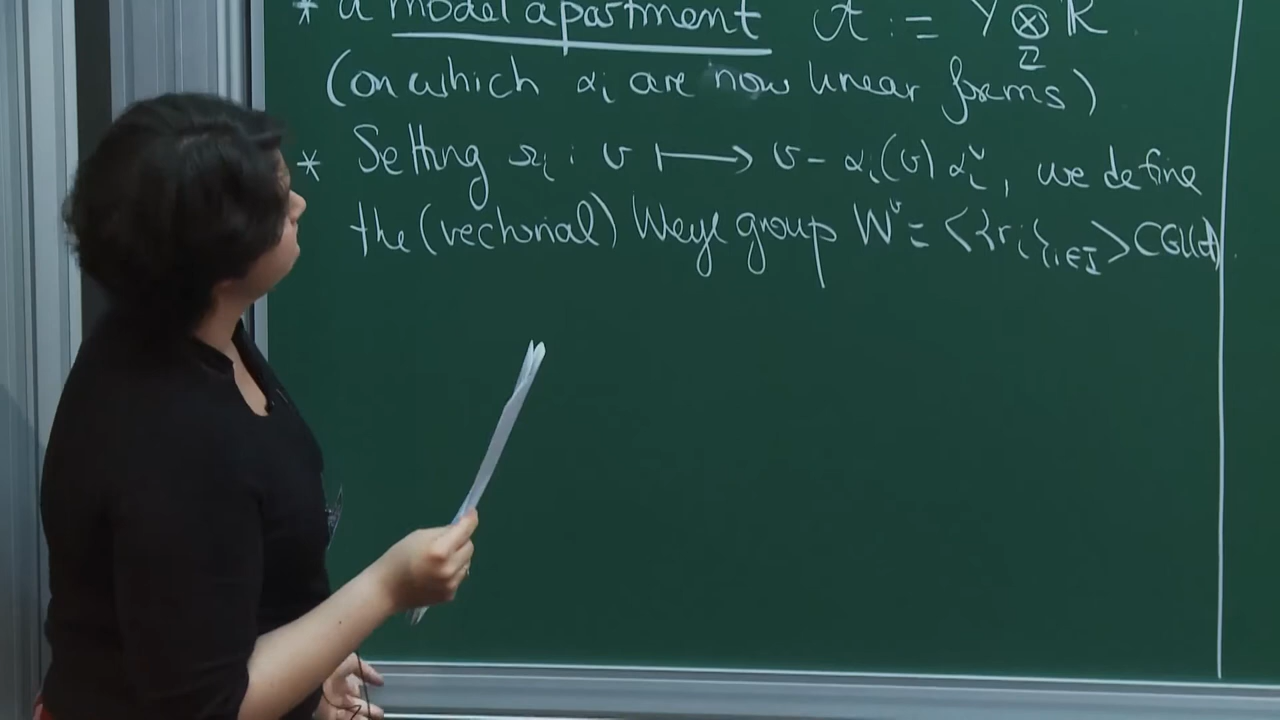 * a model apartment 𝒜 := Y ⊗ ℝ
ℤ
(on which αᵢ are now linear forms)
* Setting rᵢ : v ⟼ v − αᵢ(v) αᵢᵛ, we define
the (vectorial) Weyl group Wᵛ = <{rᵢ}ᵢ∈I> ⊂ GL(𝒜).